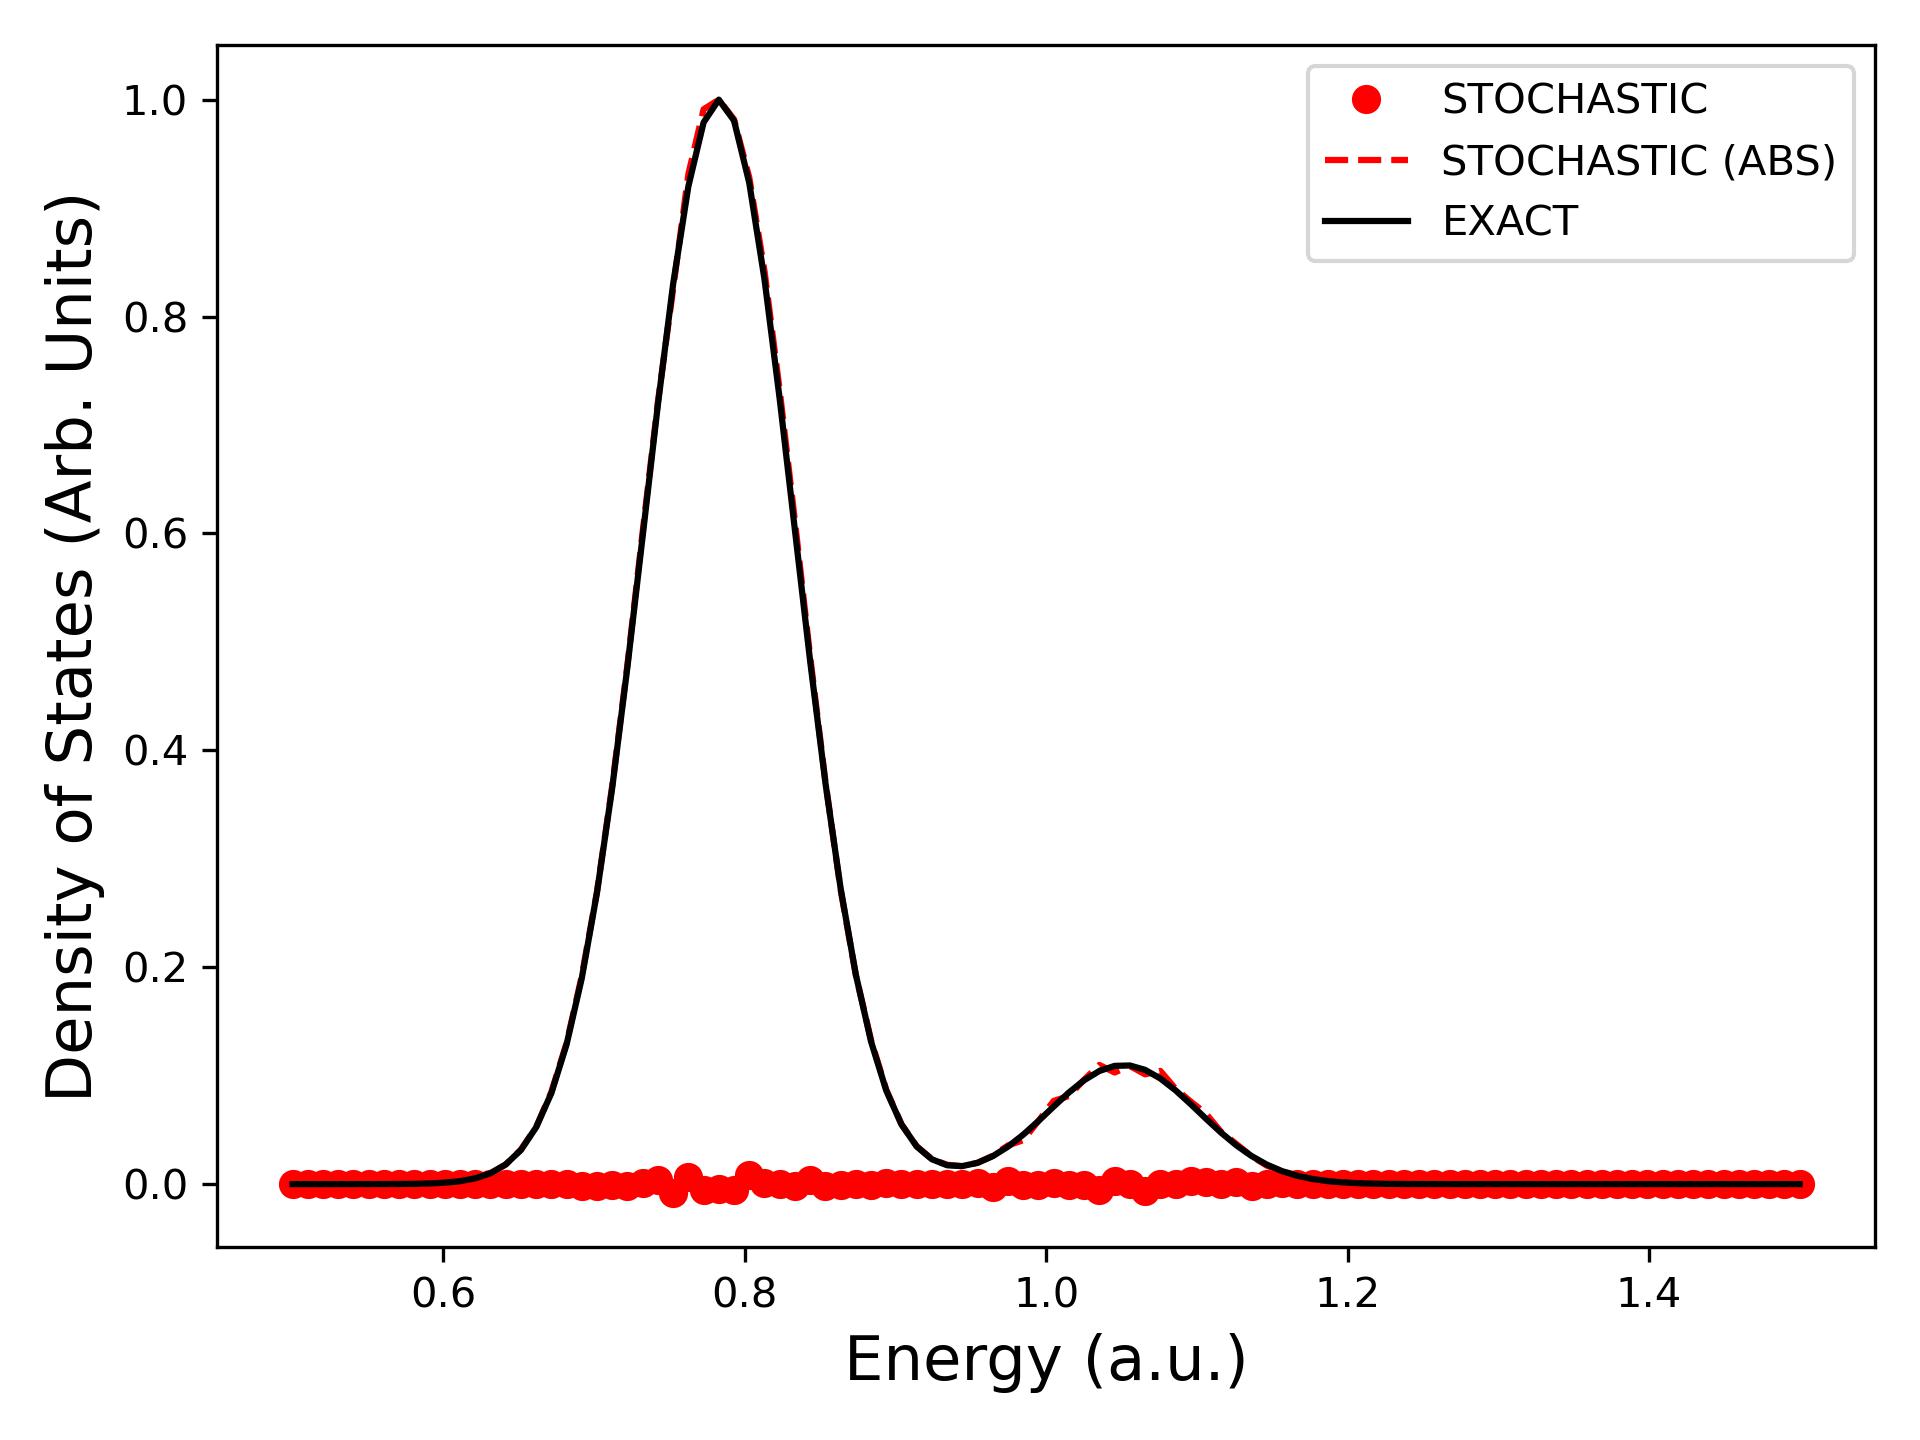 STOCHASTIC
STOCHASTIC (ABS)
EXACT
Density of States (Arb. Units)
1.0
0.8
0.6
0.4
0.2
0.0
0.6 0.8 1.0 1.2 1.4
Energy (a.u.)